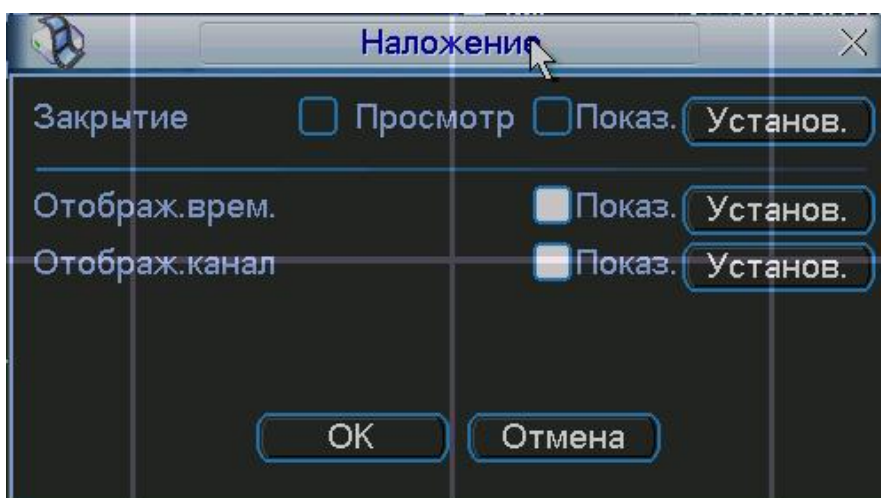 Наложение
Закрытие Просмотр Показ. Установ.
Отображ.врем. Показ. Установ.
Отображ.канал Показ. Установ.
OK Отмена